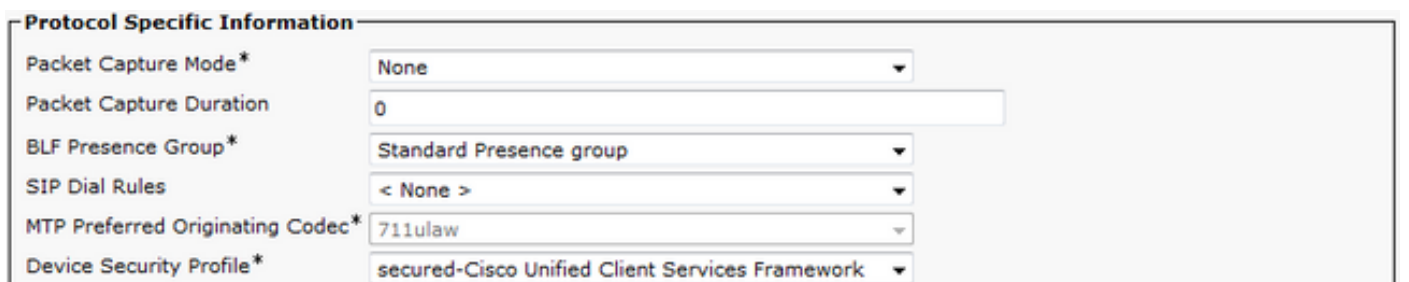 Protocol Specific Information
Packet Capture Mode* None
Packet Capture Duration 0
BLF Presence Group* Standard Presence group
SIP Dial Rules < None >
MTP Preferred Originating Codec* 711ulaw
Device Security Profile* secured-Cisco Unified Client Services Framework